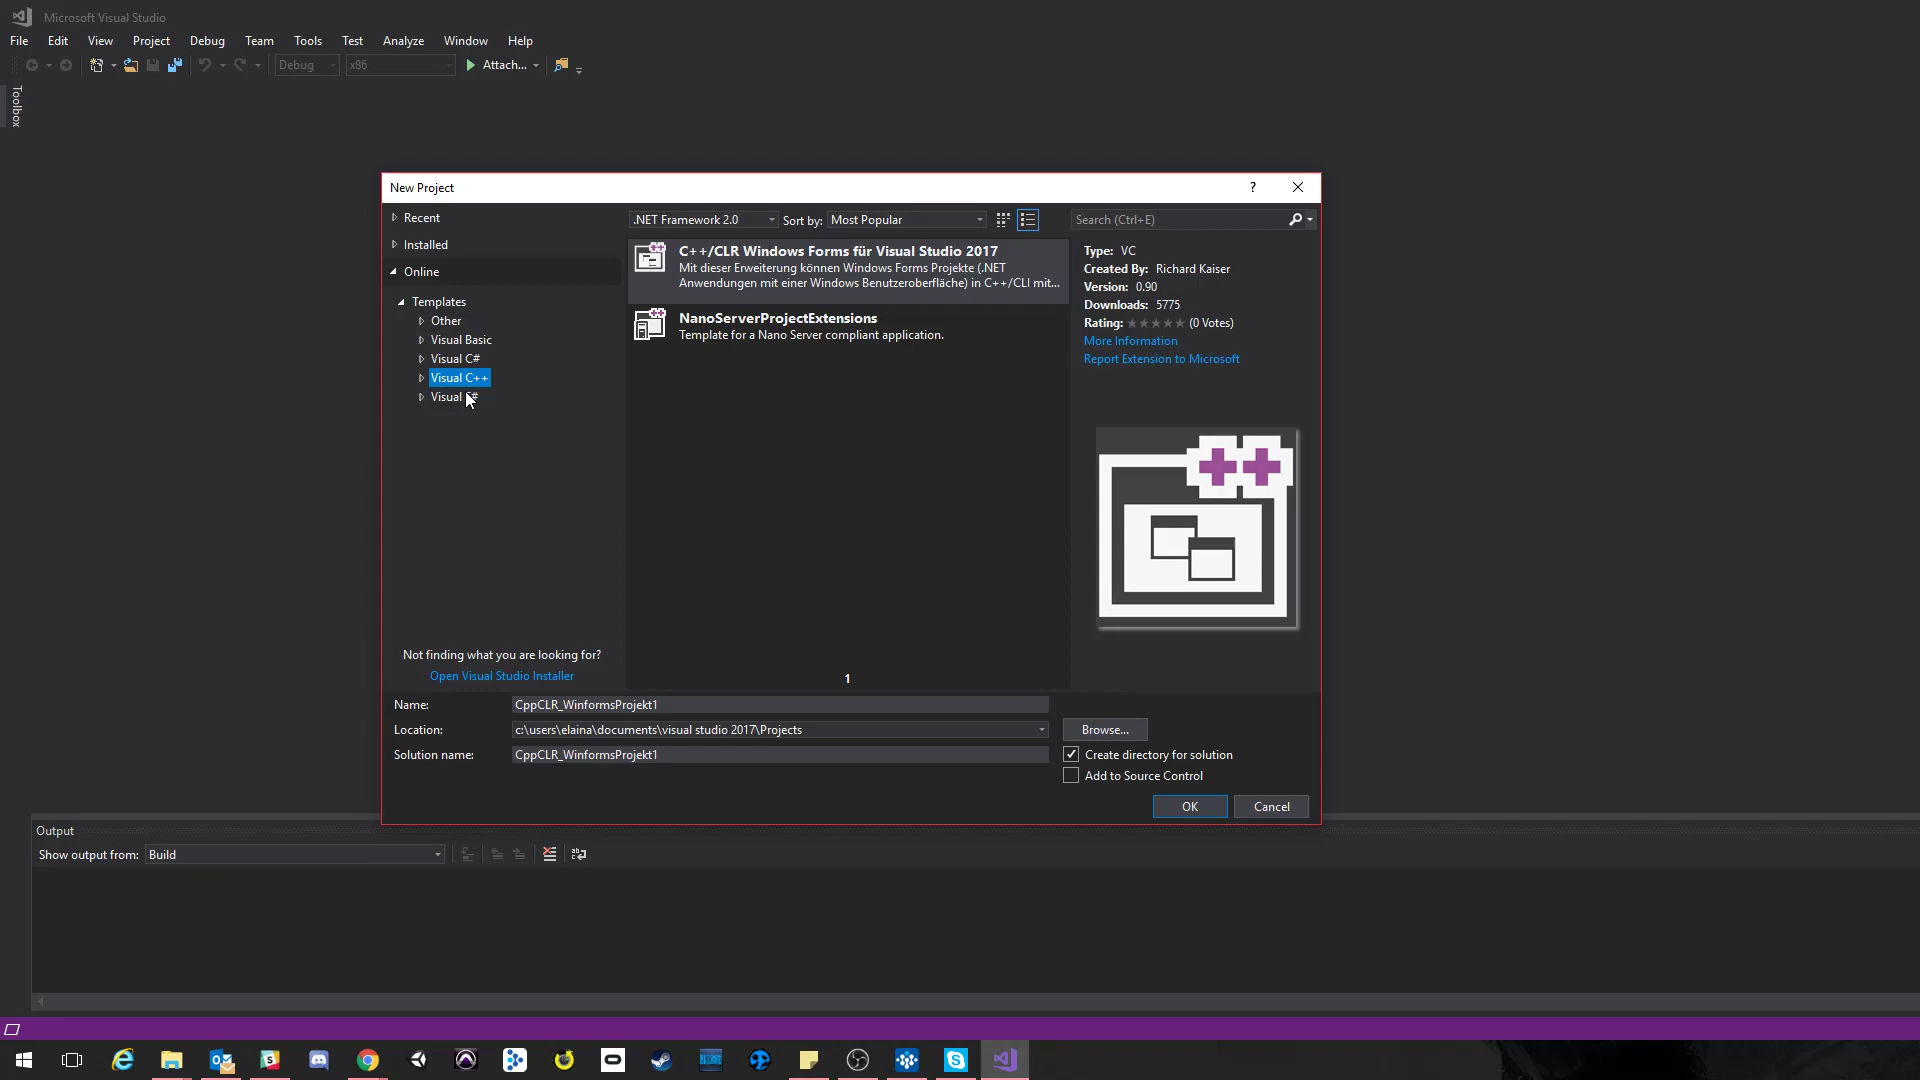 Microsoft Visual Studio
File Edit View Project Debug Team Tools Test Analyze Window Help
Debug x86 Attach...
Toolbox
New Project ?
Recent
Installed
Online
Templates
Other
Visual Basic
Visual C#
Visual C++
Visual
.NET Framework 2.0 Sort by: Most Popular
C++/CLR Windows Forms für Visual Studio 2017
Mit dieser Erweiterung können Windows Forms Projekte (.NET
Anwendungen mit einer Windows Benutzeroberfläche) in C++/CLI mit...
NanoServerProjectExtensions
Template for a Nano Server compliant application.
1
Search (Ctrl+E)
Type: VC
Created By: Richard Kaiser
Version: 0.90
Downloads: 5775
Rating: (0 Votes)
More Information
Report Extension to Microsoft
Not finding what you are looking for?
Open Visual Studio Installer
Name: CppCLR_WinformsProjekt1
Location: c:\users\elaina\documents\visual studio 2017\Projects Browse...
Solution name: CppCLR_WinformsProjekt1
Create directory for solution
Add to Source Control
OK Cancel
Output
Show output from: Build